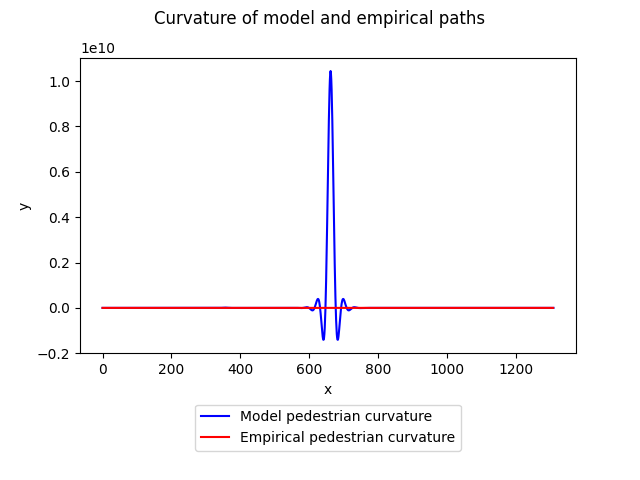 Curvature of model and empirical paths
1e10
1.0
0.8
0.6
0.4
0.2
0.0
−0.2
y
0 200 400 600 800 1000 1200
x
Model pedestrian curvature
Empirical pedestrian curvature